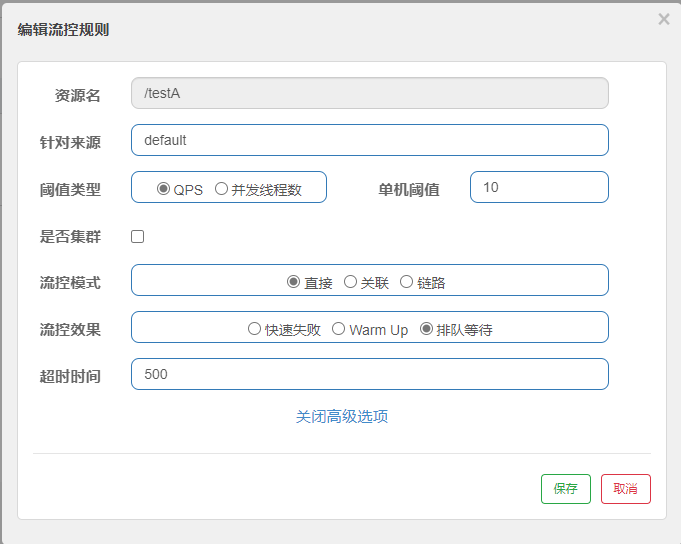 编辑流控规则 ×
资源名 /testA
针对来源 default
阈值类型 QPS 并发线程数 单机阈值 10
是否集群
流控模式 直接 关联 链路
流控效果 快速失败 Warm Up 排队等待
超时时间 500
关闭高级选项
保存 取消